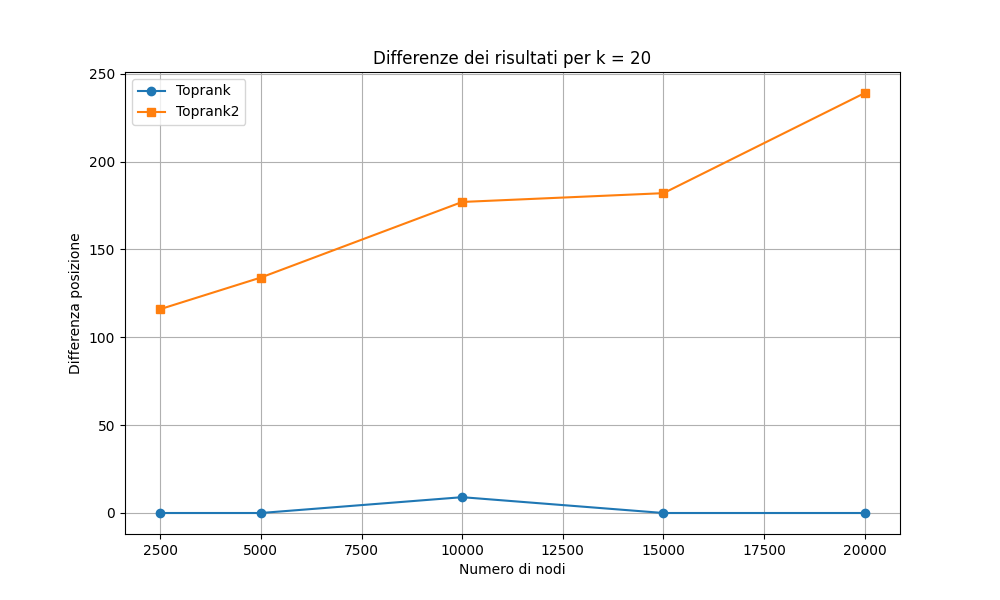 Differenze dei risultati per k = 20
Toprank
Toprank2
Differenza posizione
250
200
150
100
50
0
2500 5000 7500 10000 12500 15000 17500 20000
Numero di nodi